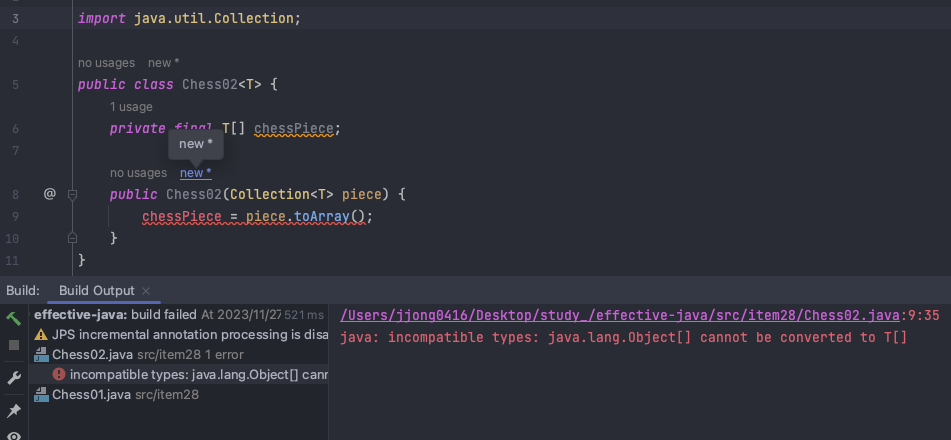 3 import java.util.Collection;
4
no usages new *
5 public class Chess02<T> {
1 usage
6 private final T[] chessPiece;
new *
7
no usages new *
8 @ public Chess02(Collection<T> piece) {
9 chessPiece = piece.toArray();
10 }
11 }
Build: Build Output ×
effective-java: build failed At 2023/11/27 521 ms
JPS incremental annotation processing is disa
Chess02.java src/item28 1 error
incompatible types: java.lang.Object[] cann
Chess01.java src/item28
/Users/jjong0416/Desktop/study_/effective-java/src/item28/Chess02.java:9:35
java: incompatible types: java.lang.Object[] cannot be converted to T[]